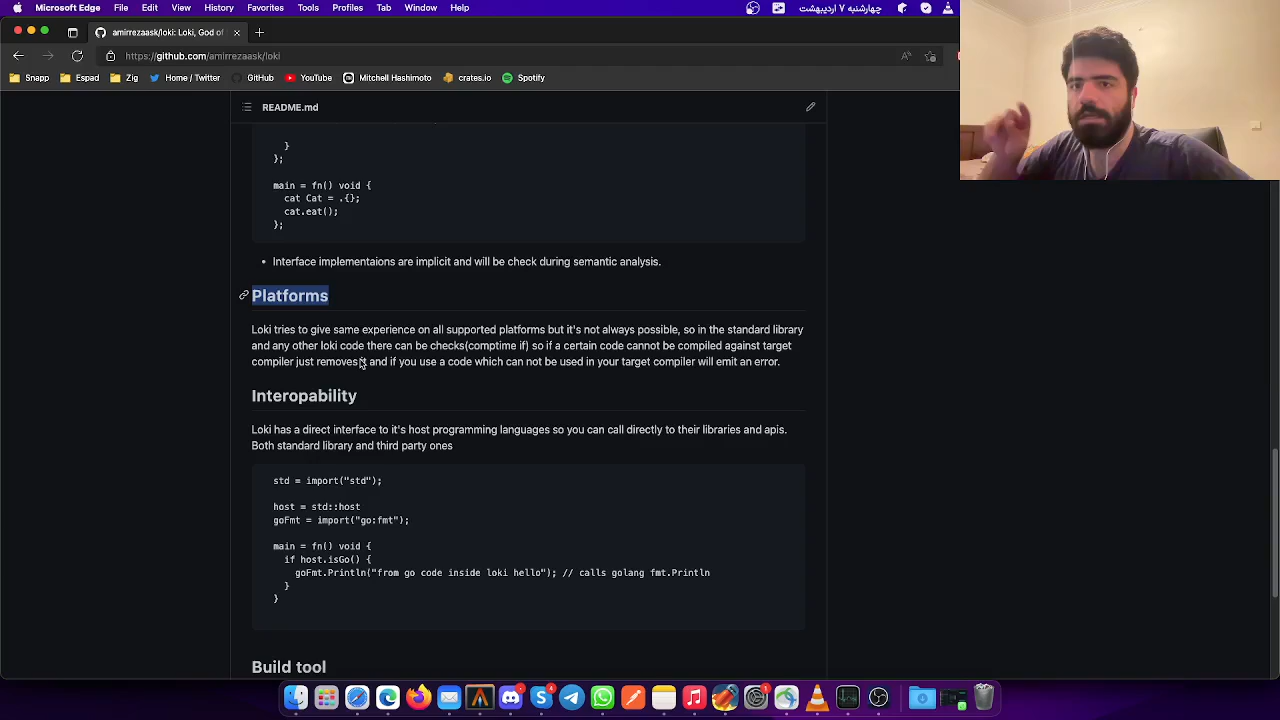 Microsoft Edge File Edit View History Favorites Tools Profiles Tab Window Help چهارشنبه ۷ اردیبهشت
amirrezaask/loki: Loki, God of
https://github.com/amirrezaask/loki
Snapp Espad Zig Home / Twitter GitHub YouTube Mitchell Hashimoto crates.io Spotify
README.md
}
};
main = fn() void {
cat Cat = .{};
cat.eat();
};
• Interface implementaions are implicit and will be check during semantic analysis.
Platforms
Loki tries to give same experience on all supported platforms but it's not always possible, so in the standard library
and any other loki code there can be checks(comptime if) so if a certain code cannot be compiled against target
compiler just removes it and if you use a code which can not be used in your target compiler will emit an error.
Interopability
Loki has a direct interface to it's host programming languages so you can call directly to their libraries and apis.
Both standard library and third party ones
std = import("std");
host = std::host
goFmt = import("go:fmt");
main = fn() void {
if host.isGo() {
goFmt.Println("from go code inside loki hello"); // calls golang fmt.Println
}
}
Build tool